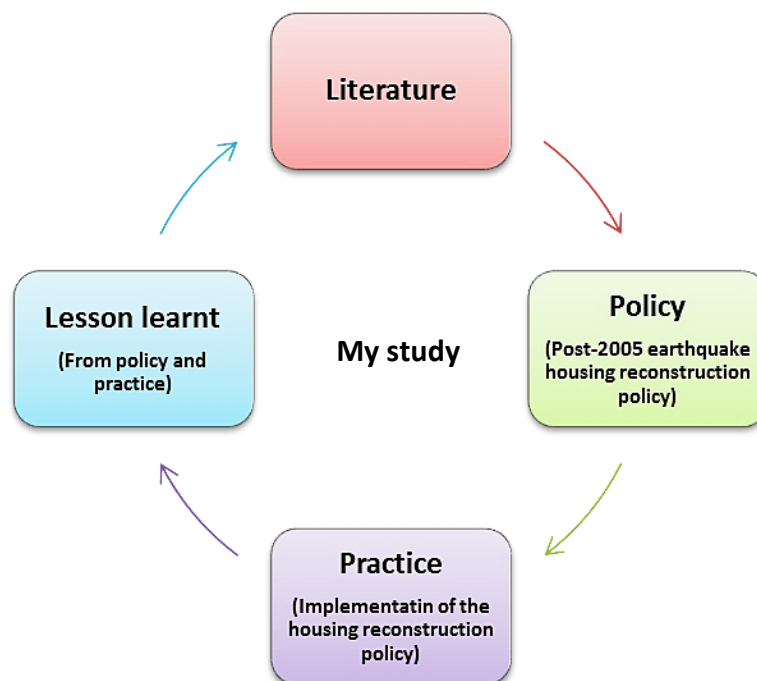 Literature
Policy
(Post-2005 earthquake
housing reconstruction
policy)
Practice
(Implementatin of the
housing reconstruction
policy)
Lesson learnt
(From policy and
practice)
My study